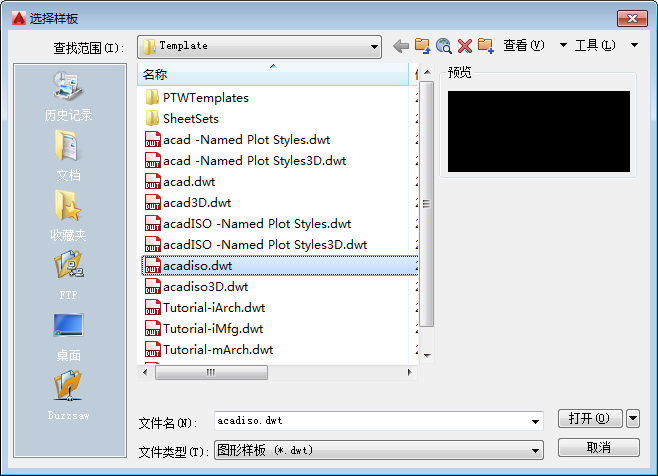 选择样板
查找范围(I): Template 查看(V) 工具(L)
名称
预览
PTWTemplates
SheetSets
acad -Named Plot Styles.dwt
acad -Named Plot Styles3D.dwt
acad.dwt
acad3D.dwt
acadISO -Named Plot Styles.dwt
acadISO -Named Plot Styles3D.dwt
acadiso.dwt
acadiso3D.dwt
Tutorial-iArch.dwt
Tutorial-iMfg.dwt
Tutorial-mArch.dwt
历史记录
文档
收藏夹
FTP
桌面
Buzzsaw
文件名(N): acadiso.dwt 打开(O)
文件类型(T): 图形样板 (*.dwt) 取消